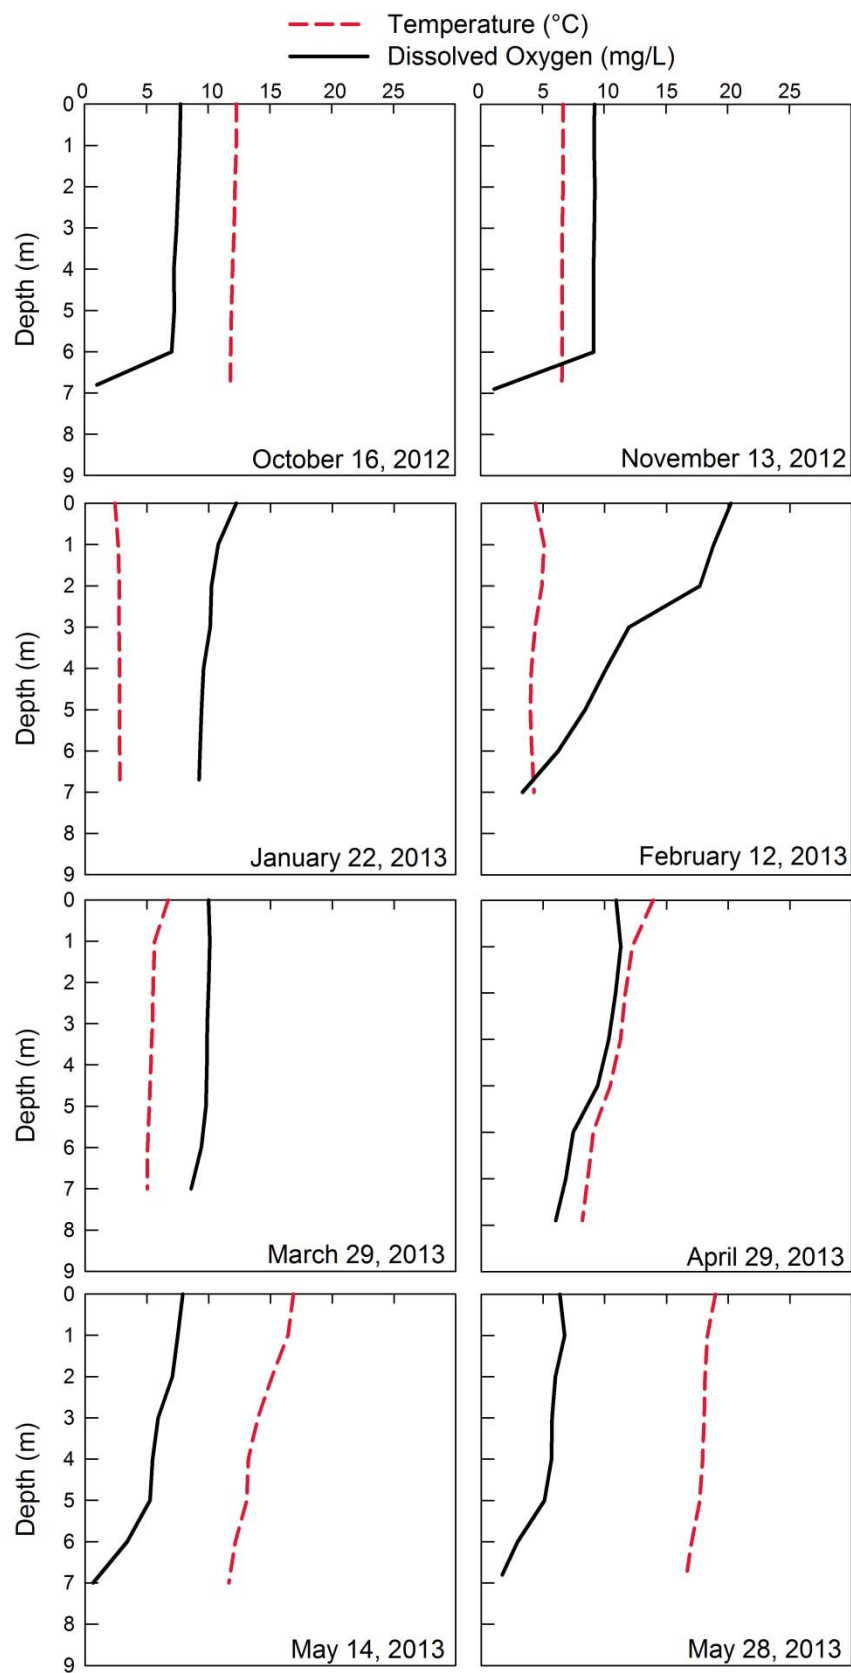 Temperature (°C)
Dissolved Oxygen (mg/L)
0 5 10 15 20 25
0 5 10 15 20 25
0
1
2
3
4
5
6
7
8
9
Depth (m)
October 16, 2012
November 13, 2012
0
1
2
3
4
5
6
7
8
9
Depth (m)
January 22, 2013
February 12, 2013
0
1
2
3
4
5
6
7
8
9
Depth (m)
March 29, 2013
April 29, 2013
0
1
2
3
4
5
6
7
8
9
Depth (m)
May 14, 2013
May 28, 2013